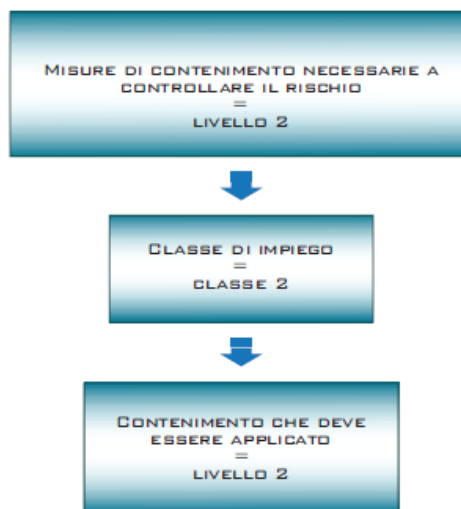 MISURE DI CONTENIMENTO NECESSARIE A
CONTROLLARE IL RISCHIO
=
LIVELLO 2
CLASSE DI IMPIEGO
=
CLASSE 2
CONTENIMENTO CHE DEVE
ESSERE APPLICATO
=
LIVELLO 2